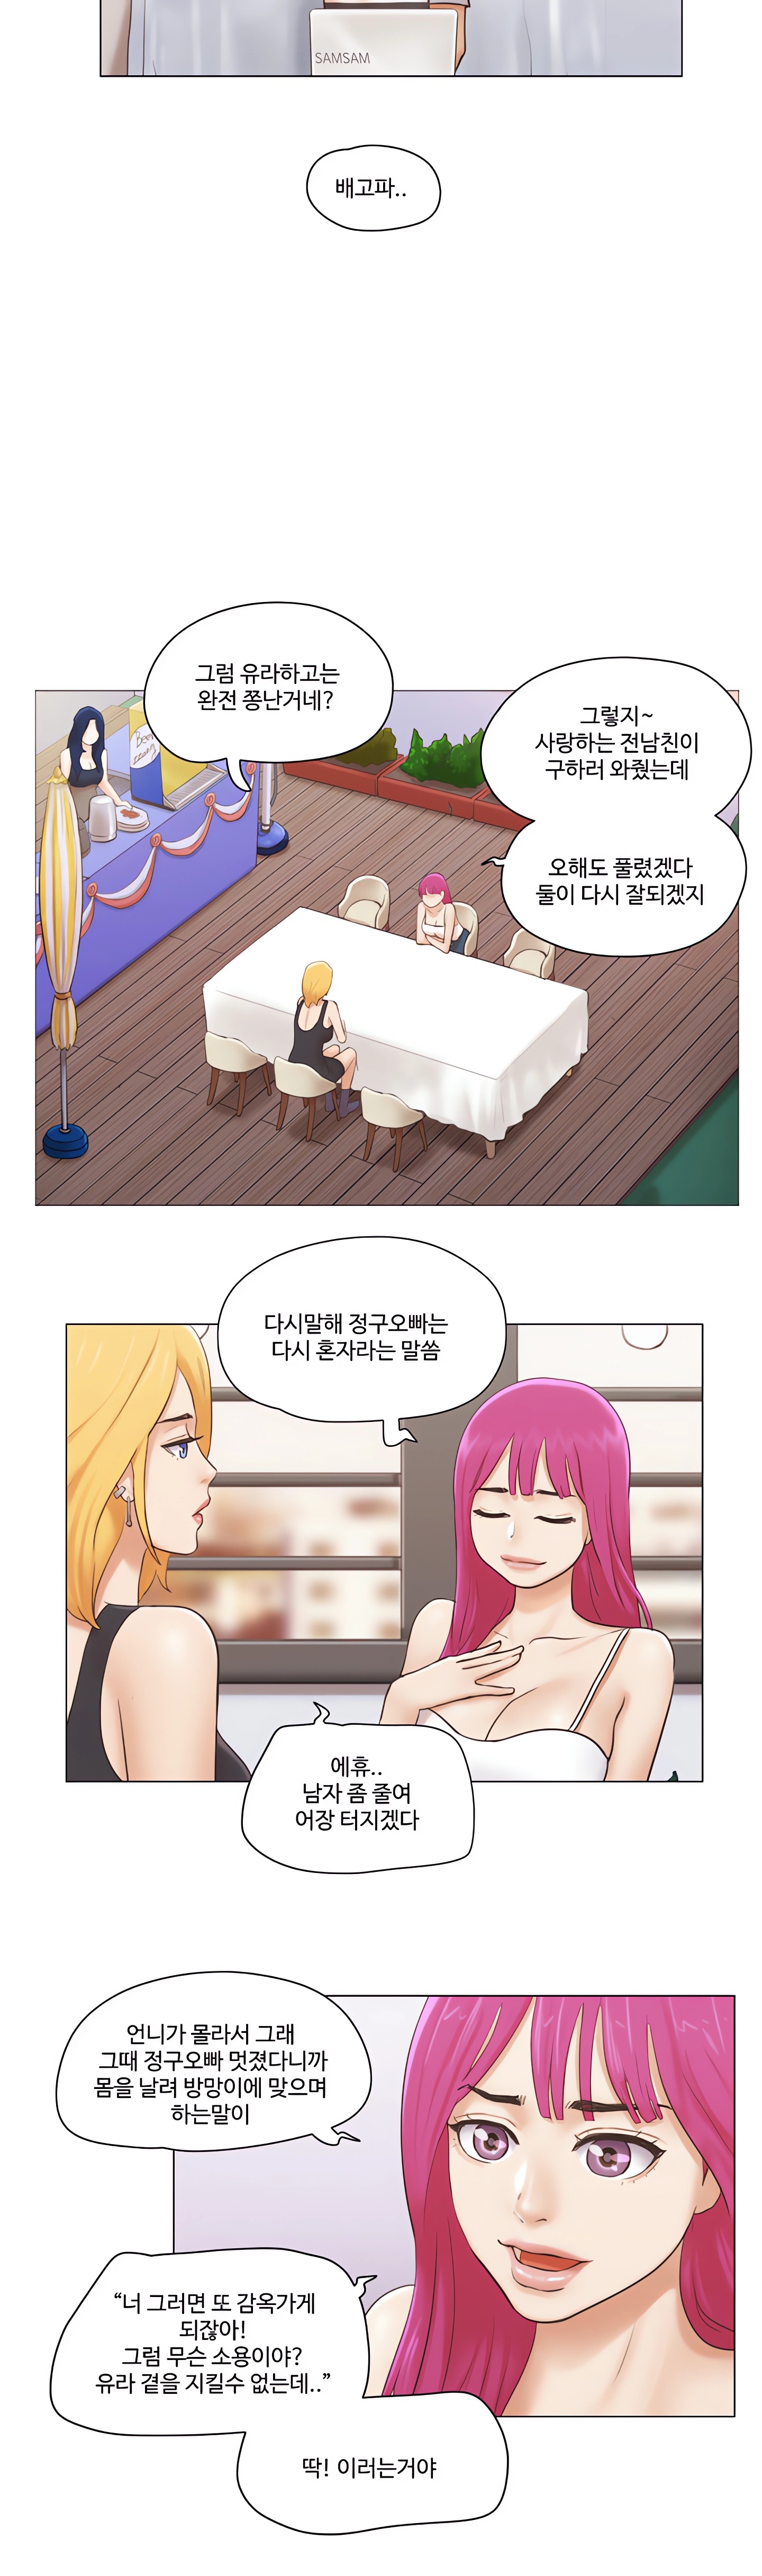 SAMSAM
배고파..
그럼 유라하고는
완전 쫑난거네?
그렇지~
사랑하는 전남친이
구하러 와줬는데
오해도 풀렸겠다
둘이 다시 잘되겠지
Beer
다시말해 정구오빠는
다시 혼자라는 말씀
에휴..
남자 좀 줄여
어장 터지겠다
언니가 몰라서 그래
그때 정구오빠 멋졌다니까
몸을 날려 방망이에 맞으며
하는말이
“너 그러면 또 감옥가게
되잖아!
그럼 무슨 소용이야?
유라 곁을 지킬수 없는데..”
딱! 이러는거야